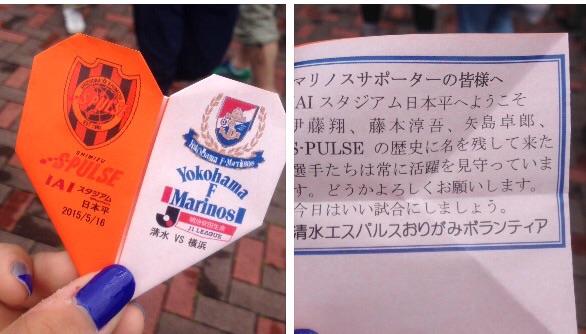 SHIMIZU
S-PULSE
IAI スタジアム
日本平
2015/5/16
Yokohama F·Marinos
Yokohama
F
Marinos
明治安田生命
J1 LEAGUE
清水 VS 横浜
マリノスサポーターの皆様へ
IAI スタジアム日本平へようこそ
伊藤翔、藤本淳吾、矢島卓郎、
S-PULSE の歴史に名を残して来た
選手たちは常に活躍を見守っていま
す。どうかよろしくお願いします。
今日はいい試合にしましょう。
清水エスパルスおりがみボランティア